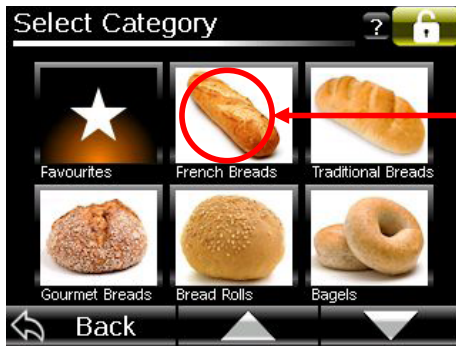 Select Category ?
Favourites French Breads Traditional Breads
Gourmet Breads Bread Rolls Bagels
Back